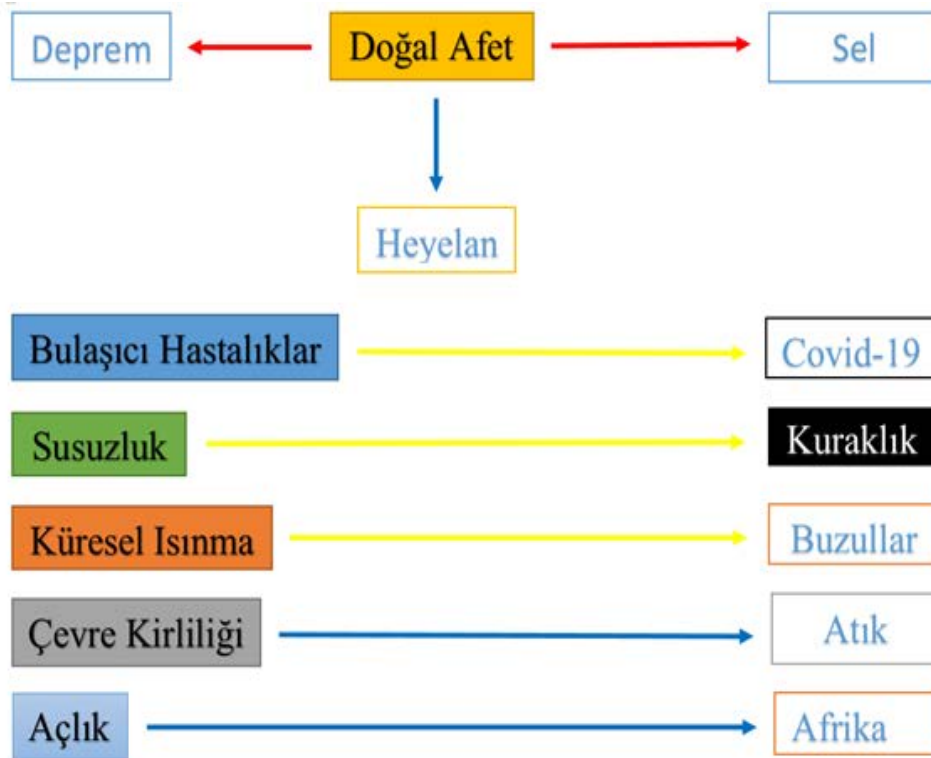 Deprem
Doğal Afet
Sel
Heyelan
Bulaşıcı Hastalıklar
Covid-19
Susuzluk
Kuraklık
Küresel Isınma
Buzullar
Çevre Kirliliği
Atık
Açlık
Afrika